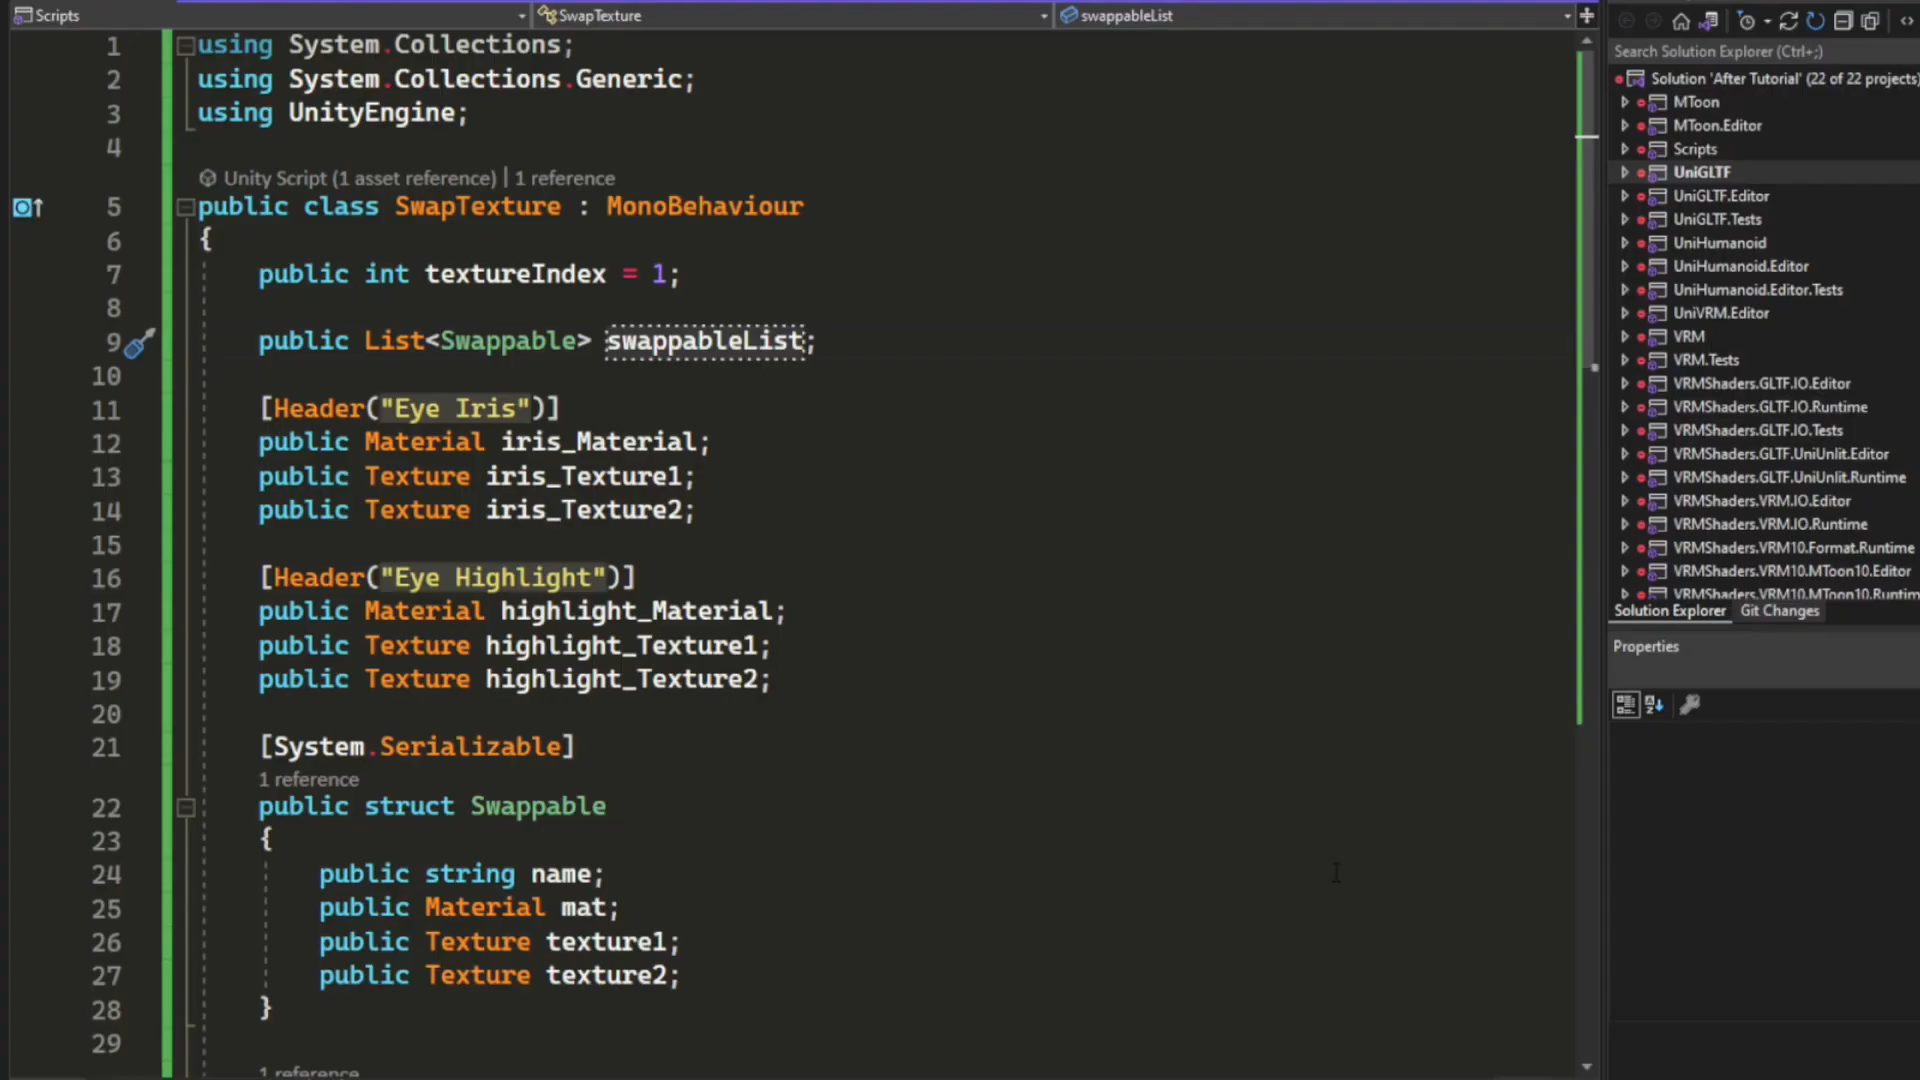 Scripts
SwapTexture
swappableList
1 using System.Collections;
2 using System.Collections.Generic;
3 using UnityEngine;
4
Unity Script (1 asset reference) | 1 reference
5 public class SwapTexture : MonoBehaviour
6 {
7 public int textureIndex = 1;
8
9 public List<Swappable> swappableList;
10
11 [Header("Eye Iris")]
12 public Material iris_Material;
13 public Texture iris_Texture1;
14 public Texture iris_Texture2;
15
16 [Header("Eye Highlight")]
17 public Material highlight_Material;
18 public Texture highlight_Texture1;
19 public Texture highlight_Texture2;
20
21 [System.Serializable]
1 reference
22 public struct Swappable
23 {
24 public string name;
25 public Material mat;
26 public Texture texture1;
27 public Texture texture2;
28 }
29
1 reference
Search Solution Explorer (Ctrl+;)
Solution 'After Tutorial' (22 of 22 projects)
MToon
MToon.Editor
Scripts
UniGLTF
UniGLTF.Editor
UniGLTF.Tests
UniHumanoid
UniHumanoid.Editor
UniHumanoid.Editor.Tests
UniVRM.Editor
VRM
VRM.Tests
VRMShaders.GLTF.IO.Editor
VRMShaders.GLTF.IO.Runtime
VRMShaders.GLTF.IO.Tests
VRMShaders.GLTF.UniUnlit.Editor
VRMShaders.GLTF.UniUnlit.Runtime
VRMShaders.VRM.IO.Editor
VRMShaders.VRM.IO.Runtime
VRMShaders.VRM10.Format.Runtime
VRMShaders.VRM10.MToon10.Editor
VRMShaders.VRM10.MToon10.Runtim
Solution Explorer Git Changes
Properties